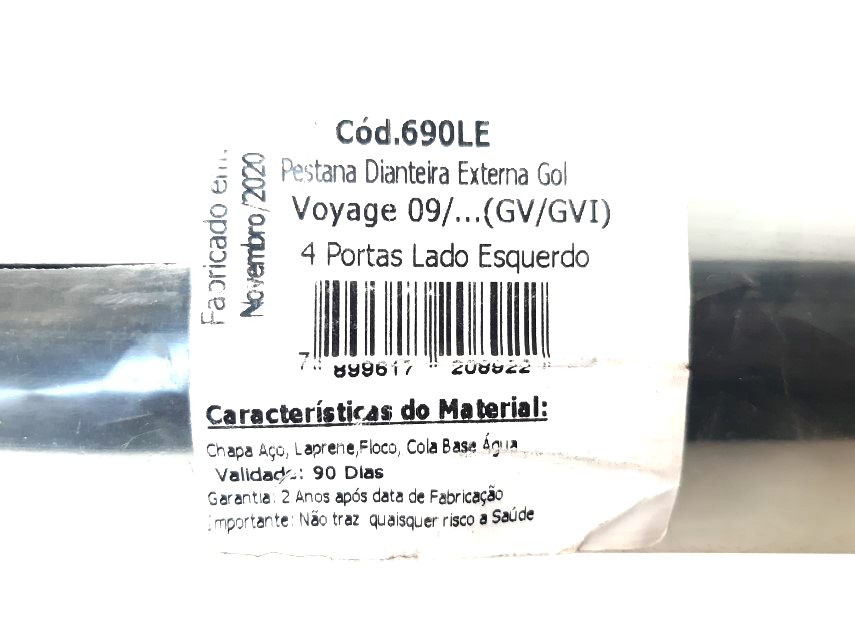 Cód.690LE
Pestana Dianteira Externa Gol
Voyage 09/...(GV/GVI)
4 Portas Lado Esquerdo
Fabricado em:
Novembro/2020
7 899617 208922
Características do Material:
Chapa Aço, Laprene,Floco, Cola Base Água
Validade: 90 Dias
Garantia: 2 Anos após data de Fabricação
Importante: Não traz quaisquer risco a Saúde